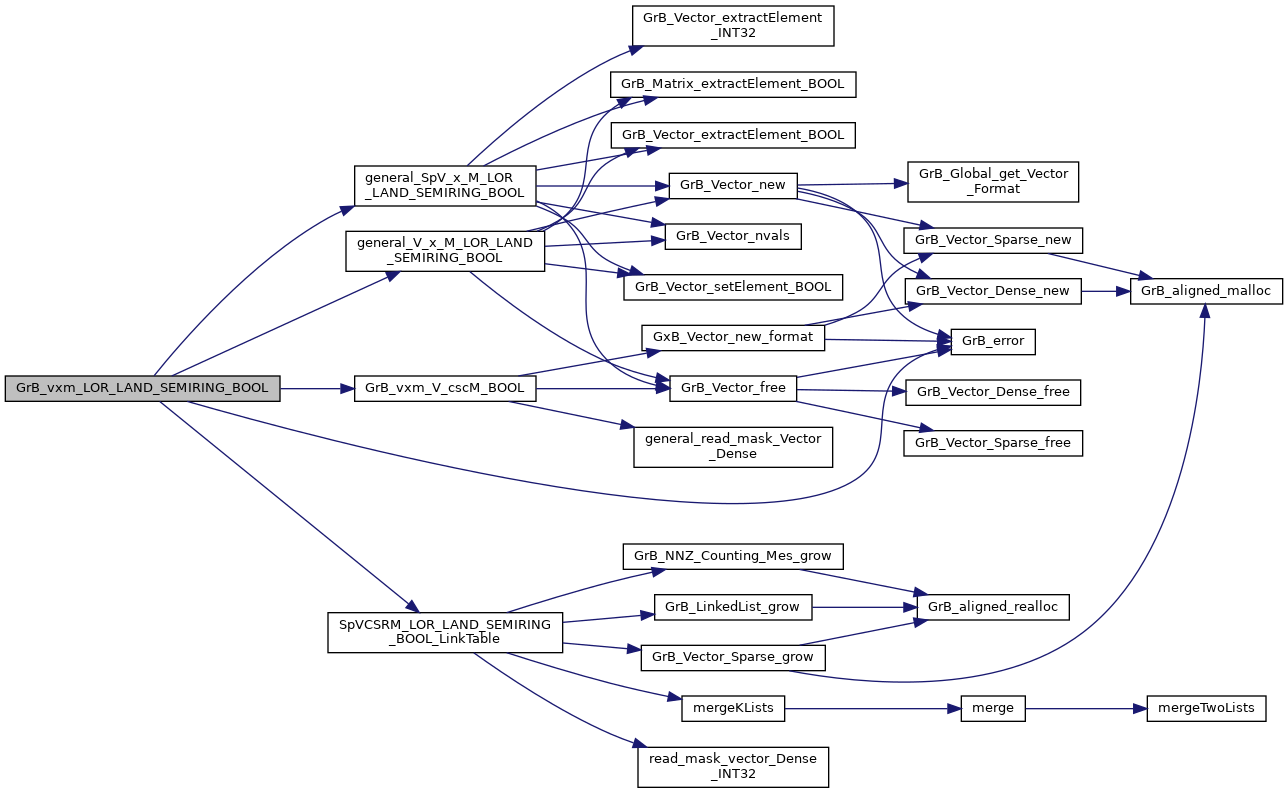 GrB_Vector_extractElement
_INT32
GrB_Matrix_extractElement_BOOL
GrB_Vector_extractElement_BOOL
general_SpV_x_M_LOR
_LAND_SEMIRING_BOOL
GrB_Vector_new
GrB_Global_get_Vector
_Format
general_V_x_M_LOR_LAND
_SEMIRING_BOOL
GrB_Vector_nvals
GrB_Vector_Sparse_new
GrB_Vector_setElement_BOOL
GrB_Vector_Dense_new
GrB_aligned_malloc
GxB_Vector_new_format
GrB_error
GrB_vxm_LOR_LAND_SEMIRING_BOOL
GrB_vxm_V_cscM_BOOL
GrB_Vector_free
GrB_Vector_Dense_free
general_read_mask_Vector
_Dense
GrB_Vector_Sparse_free
GrB_NNZ_Counting_Mes_grow
SpVCSRM_LOR_LAND_SEMIRING
_BOOL_LinkTable
GrB_LinkedList_grow
GrB_aligned_realloc
GrB_Vector_Sparse_grow
mergeKLists
merge
mergeTwoLists
read_mask_vector_Dense
_INT32